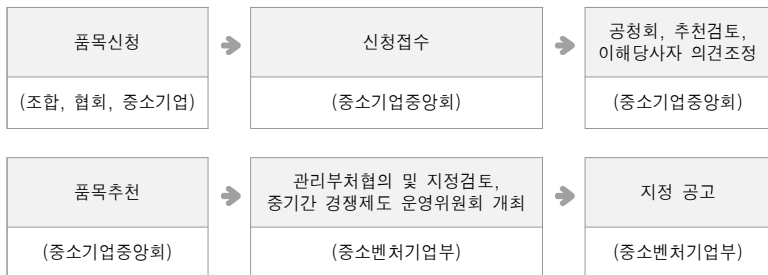 품목신청
(조합, 협회, 중소기업)
신청접수
(중소기업중앙회)
공청회, 추천검토,
이해당사자 의견조정
(중소기업중앙회)
품목추천
(중소기업중앙회)
관리부처협의 및 지정검토,
중기간 경쟁제도 운영위원회 개최
(중소벤처기업부)
지정 공고
(중소벤처기업부)